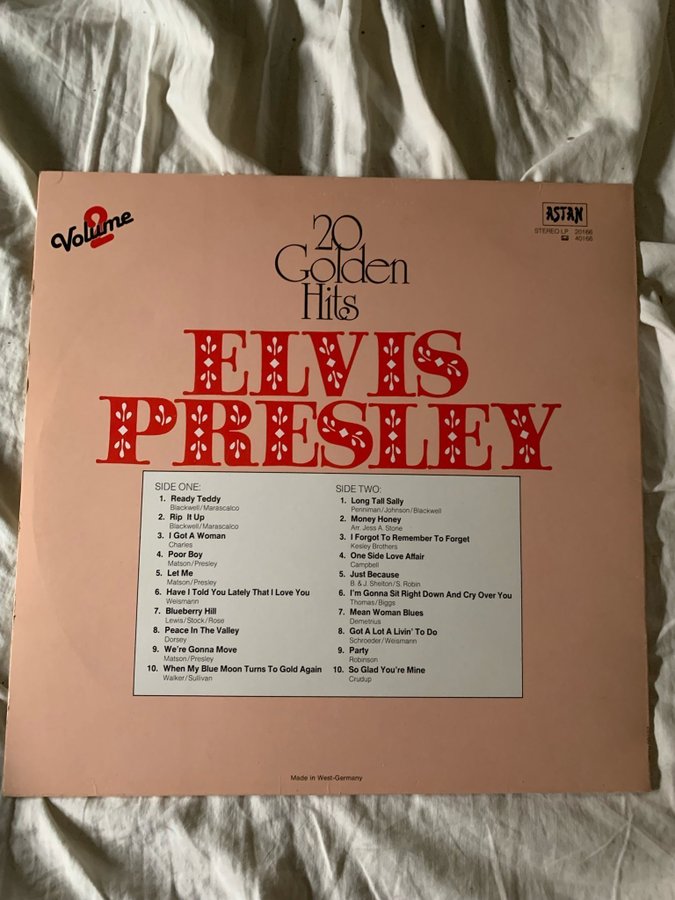 Volume 2
20
Golden
Hits
ASTAN
STEREO LP 20166
40166
ELVIS
PRESLEY
SIDE ONE:
1. Ready Teddy
Blackwell/Marascalco
2. Rip It Up
Blackwell/Marascalco
3. I Got A Woman
Charles
4. Poor Boy
Matson/Presley
5. Let Me
Matson/Presley
6. Have I Told You Lately That I Love You
Weismann
7. Blueberry Hill
Lewis/Stock/Rose
8. Peace In The Valley
Dorsey
9. We're Gonna Move
Matson/Presley
10. When My Blue Moon Turns To Gold Again
Walker/Sullivan
SIDE TWO:
1. Long Tall Sally
Penniman/Johnson/Blackwell
2. Money Honey
Arr. Jess A. Stone
3. I Forgot To Remember To Forget
Kesley Brothers
4. One Side Love Affair
Campbell
5. Just Because
B. & J. Shelton/S. Robin
6. I'm Gonna Sit Right Down And Cry Over You
Thomas/Biggs
7. Mean Woman Blues
Demetrius
8. Got A Lot A Livin' To Do
Schroeder/Weismann
9. Party
Robinson
10. So Glad You're Mine
Crudup
Made in West-Germany